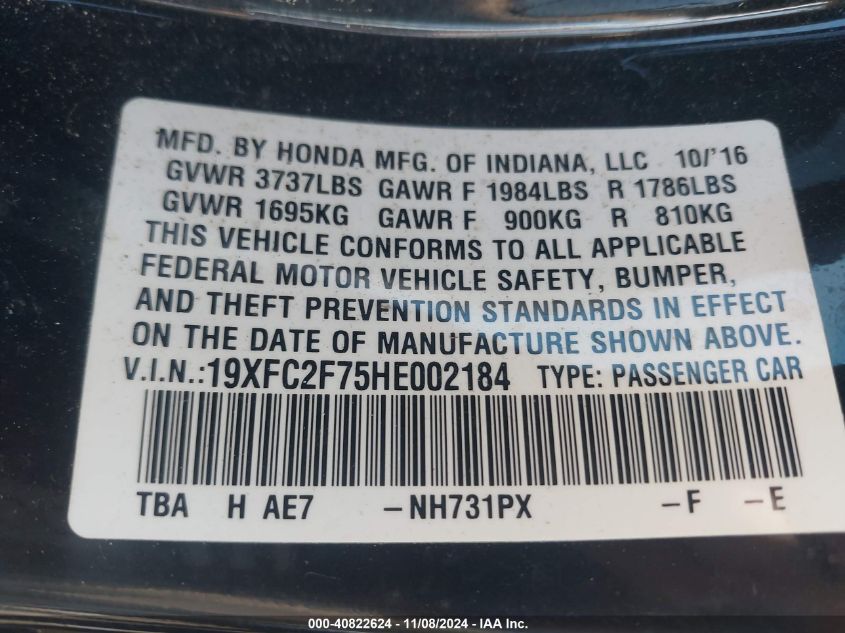 MFD. BY HONDA MFG. OF INDIANA, LLC 10/'16
GVWR 3737LBS GAWR F 1984LBS R 1786LBS
GVWR 1695KG GAWR F 900KG R 810KG
THIS VEHICLE CONFORMS TO ALL APPLICABLE
FEDERAL MOTOR VEHICLE SAFETY, BUMPER,
AND THEFT PREVENTION STANDARDS IN EFFECT
ON THE DATE OF MANUFACTURE SHOWN ABOVE.
V.I.N.:19XFC2F75HE002184 TYPE: PASSENGER CAR
TBA H AE7 –NH731PX –F –E
000-40822624 - 11/08/2024 - IAA Inc.